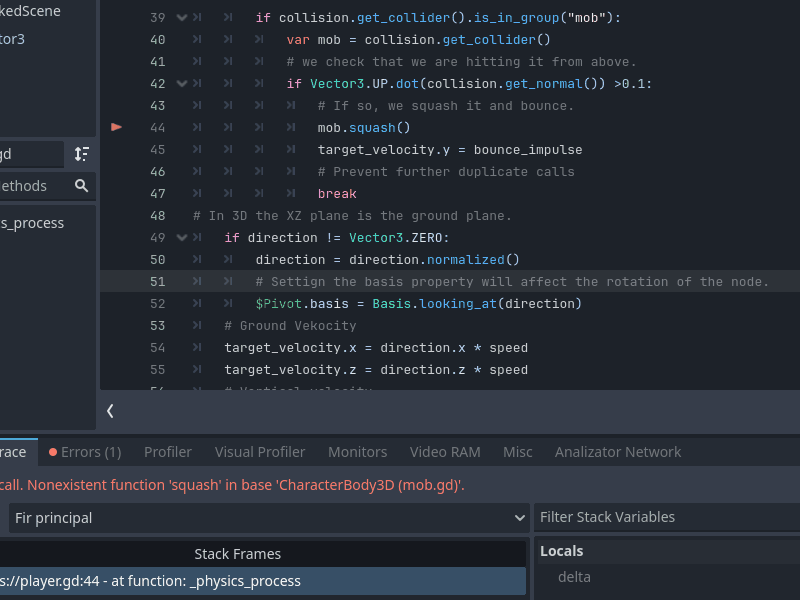 kedScene
tor3
gd
ethods
s_process
39 if collision.get_collider().is_in_group("mob"):
40 var mob = collision.get_collider()
41 # we check that we are hitting it from above.
42 if Vector3.UP.dot(collision.get_normal()) >0.1:
43 # If so, we squash it and bounce.
44 mob.squash()
45 target_velocity.y = bounce_impulse
46 # Prevent further duplicate calls
47 break
48 # In 3D the XZ plane is the ground plane.
49 if direction != Vector3.ZERO:
50 direction = direction.normalized()
51 # Settign the basis property will affect the rotation of the node.
52 $Pivot.basis = Basis.looking_at(direction)
53 # Ground Vekocity
54 target_velocity.x = direction.x * speed
55 target_velocity.z = direction.z * speed
56 # Vertical velocity
race Errors (1) Profiler Visual Profiler Monitors Video RAM Misc Analizator Network
call. Nonexistent function 'squash' in base 'CharacterBody3D (mob.gd)'.
Fir principal
Filter Stack Variables
Stack Frames
s://player.gd:44 - at function: _physics_process
Locals
delta